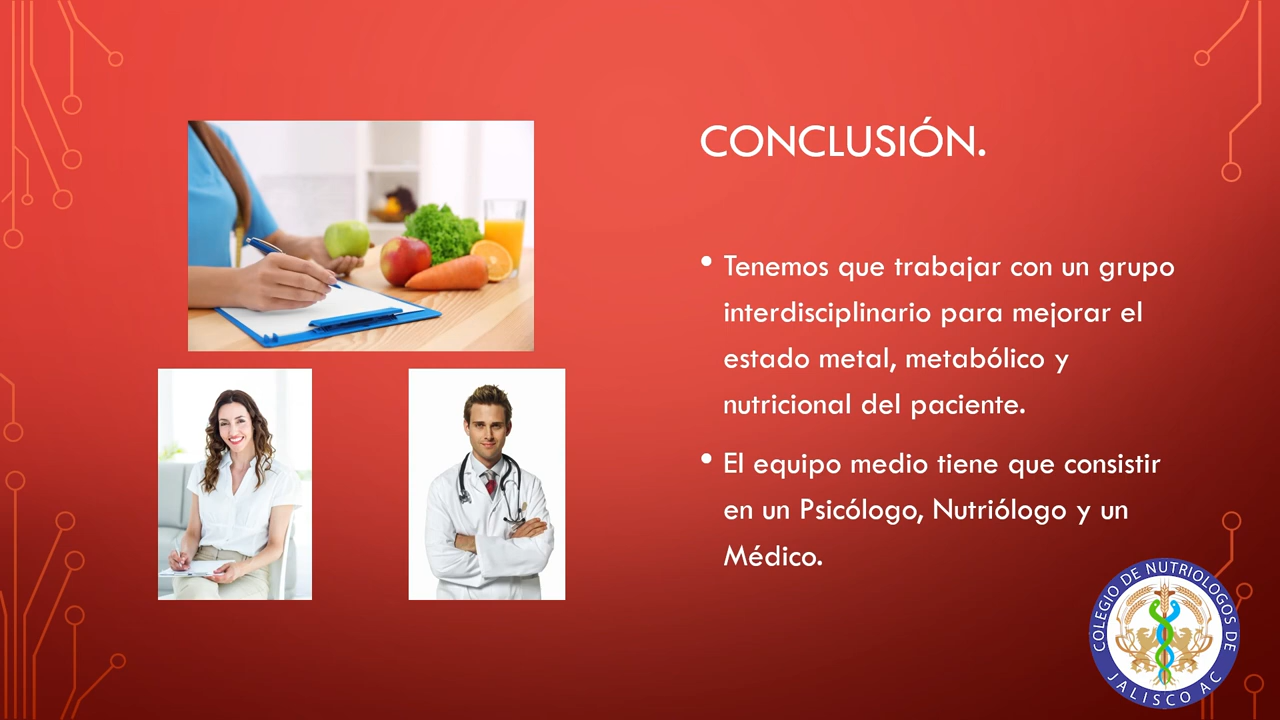 CONCLUSIÓN.
• Tenemos que trabajar con un grupo
interdisciplinario para mejorar el
estado metal, metabólico y
nutricional del paciente.
• El equipo medio tiene que consistir
en un Psicólogo, Nutriólogo y un
Médico.
COLEGIO DE NUTRIOLOGOS DE
JALISCO AC